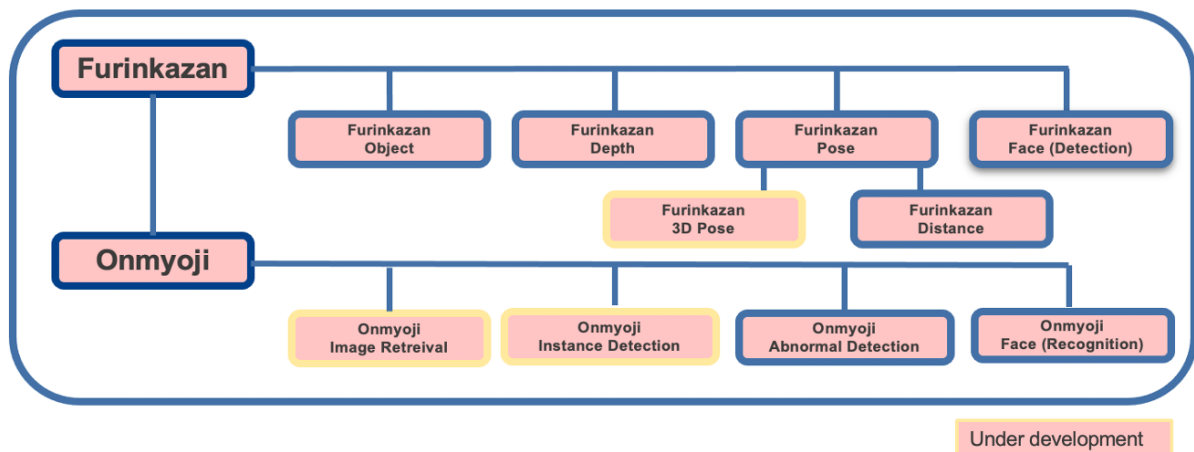 Furinkazan
Furinkazan
Object
Furinkazan
Depth
Furinkazan
Pose
Furinkazan
Face (Detection)
Furinkazan
3D Pose
Furinkazan
Distance
Onmyoji
Onmyoji
Image Retreival
Onmyoji
Instance Detection
Onmyoji
Abnormal Detection
Onmyoji
Face (Recognition)
Under development